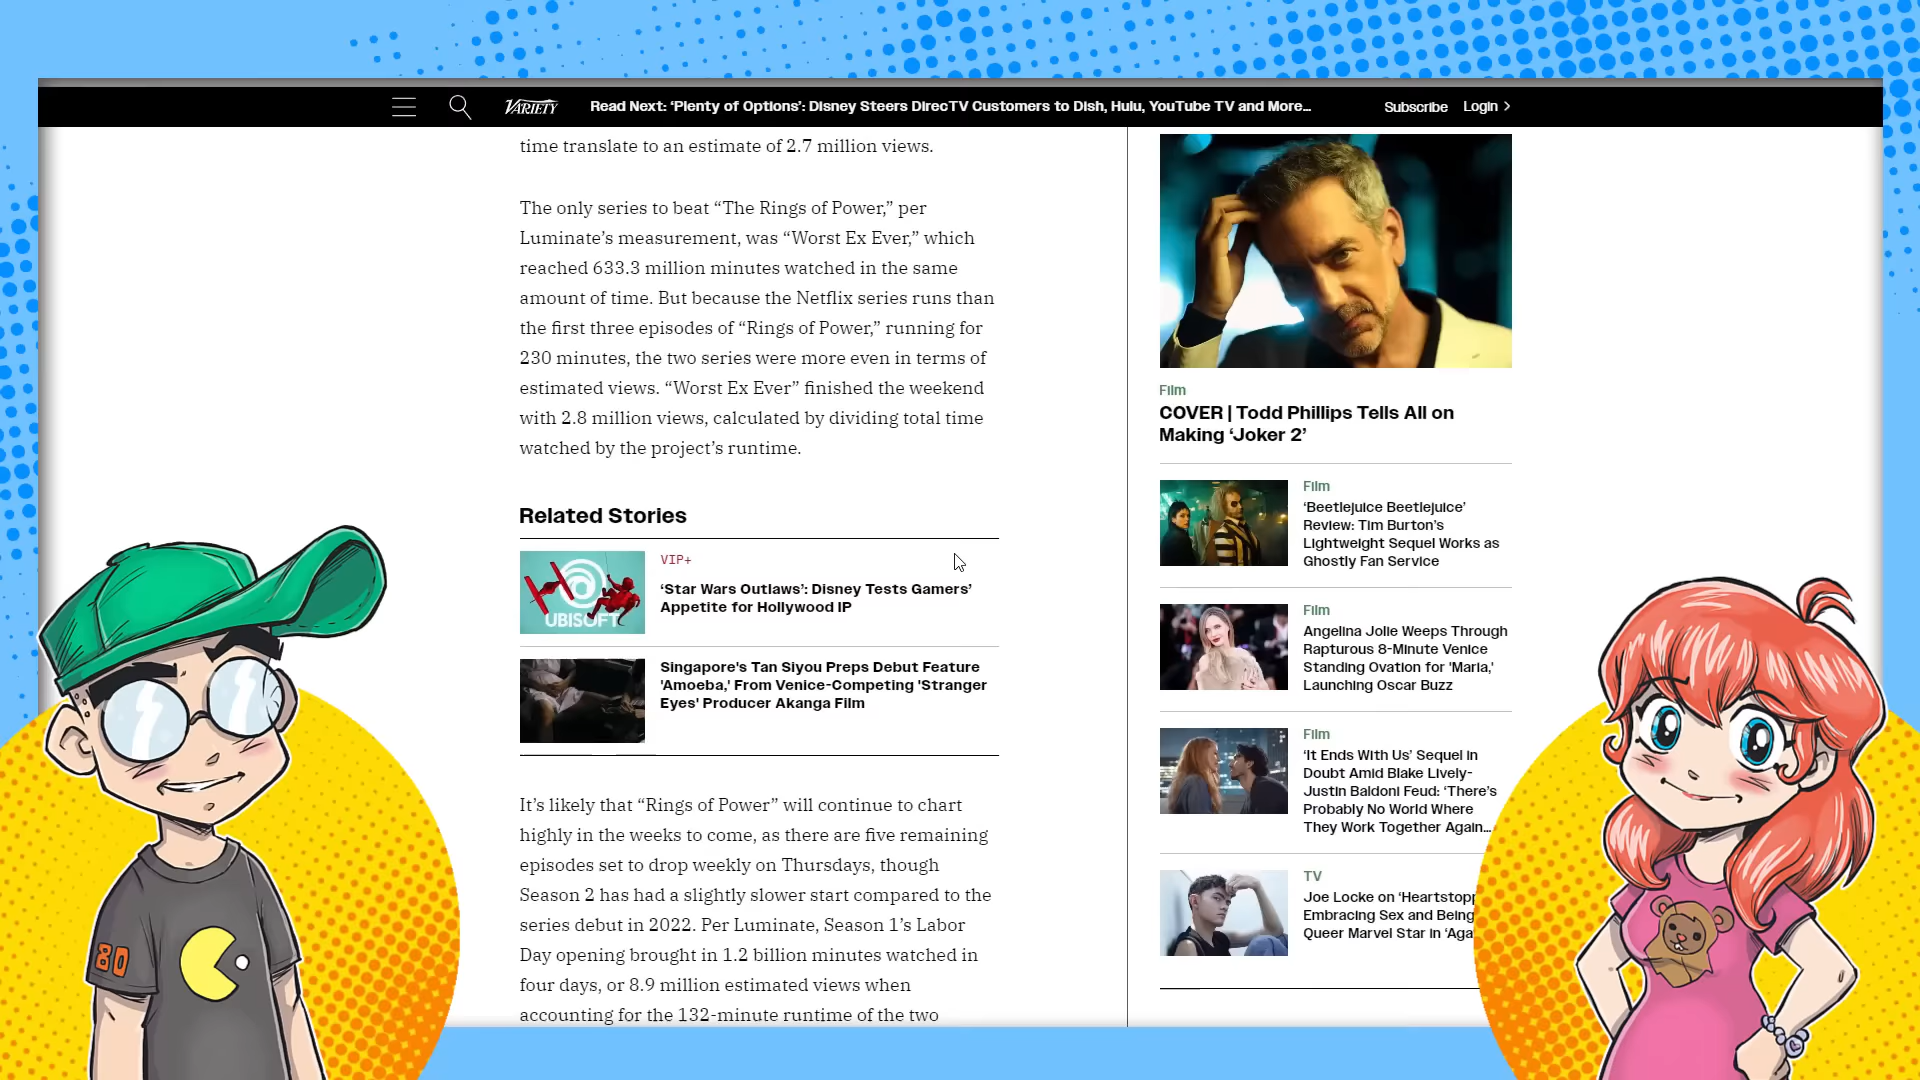 VARIETY
Read Next: ‘Plenty of Options’: Disney Steers DirecTV Customers to Dish, Hulu, YouTube TV and More...
Subscribe
Login
time translate to an estimate of 2.7 million views.
The only series to beat “The Rings of Power,” per
Luminate’s measurement, was “Worst Ex Ever,” which
reached 633.3 million minutes watched in the same
amount of time. But because the Netflix series runs than
the first three episodes of “Rings of Power,” running for
230 minutes, the two series were more even in terms of
estimated views. “Worst Ex Ever” finished the weekend
with 2.8 million views, calculated by dividing total time
watched by the project’s runtime.
Related Stories
UBISOFT
VIP+
‘Star Wars Outlaws’: Disney Tests Gamers’
Appetite for Hollywood IP
Singapore's Tan Siyou Preps Debut Feature
'Amoeba,' From Venice-Competing 'Stranger
Eyes' Producer Akanga Film
It’s likely that “Rings of Power” will continue to chart
highly in the weeks to come, as there are five remaining
episodes set to drop weekly on Thursdays, though
Season 2 has had a slightly slower start compared to the
series debut in 2022. Per Luminate, Season 1’s Labor
Day opening brought in 1.2 billion minutes watched in
four days, or 8.9 million estimated views when
accounting for the 132-minute runtime of the two
Film
COVER | Todd Phillips Tells All on
Making ‘Joker 2’
Film
‘Beetlejuice Beetlejuice’
Review: Tim Burton’s
Lightweight Sequel Works as
Ghostly Fan Service
Film
Angelina Jolie Weeps Through
Rapturous 8-Minute Venice
Standing Ovation for 'Maria,'
Launching Oscar Buzz
Film
‘It Ends With Us’ Sequel in
Doubt Amid Blake Lively-
Justin Baldoni Feud: ‘There’s
Probably No World Where
They Work Together Again...
TV
Joe Locke on ‘Heartstopp
Embracing Sex and Being
Queer Marvel Star in ‘Aga
80